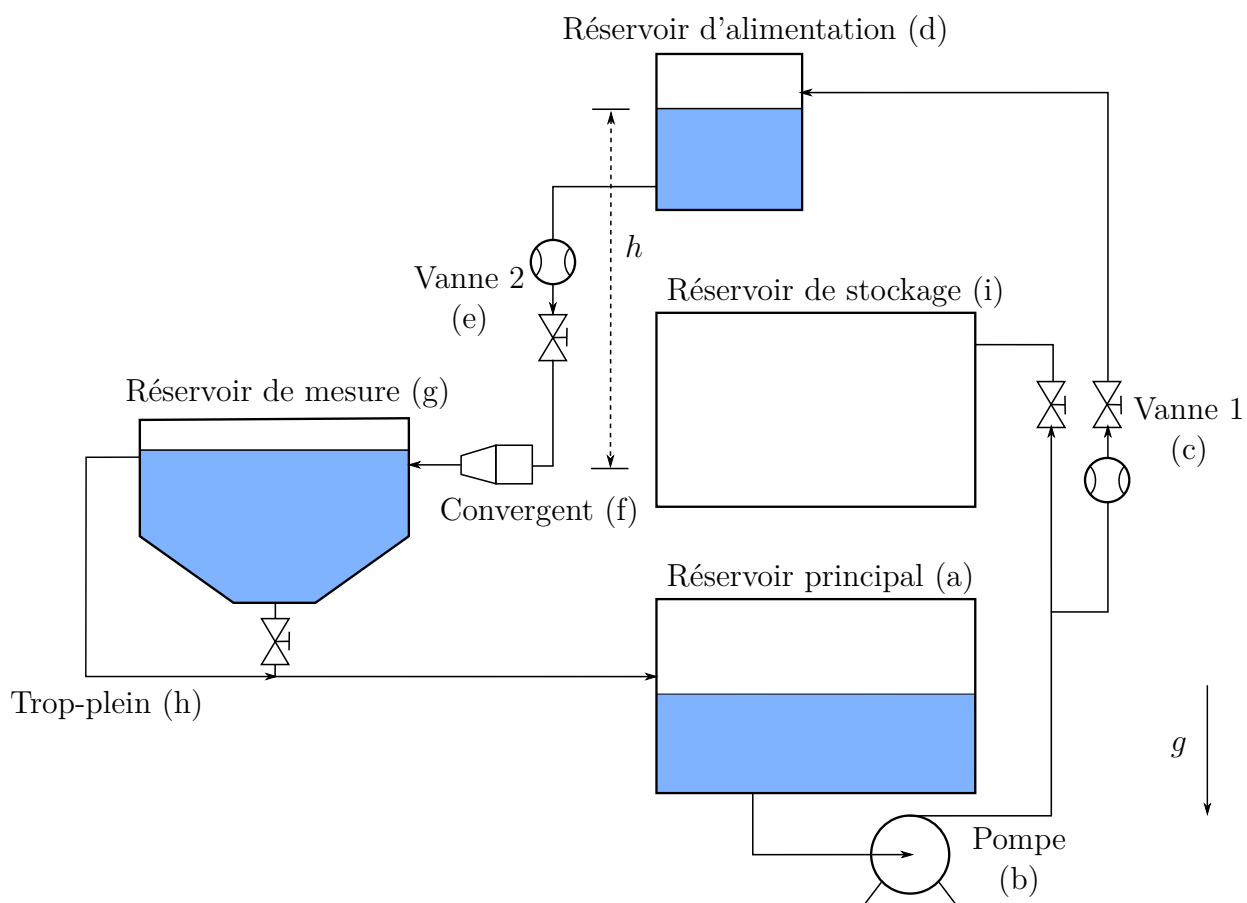 Réservoir d'alimentation (d)
h
Vanne 2
(e)
Réservoir de stockage (i)
Réservoir de mesure (g)
Vanne 1
(c)
Convergent (f)
Réservoir principal (a)
Trop-plein (h)
g
Pompe
(b)